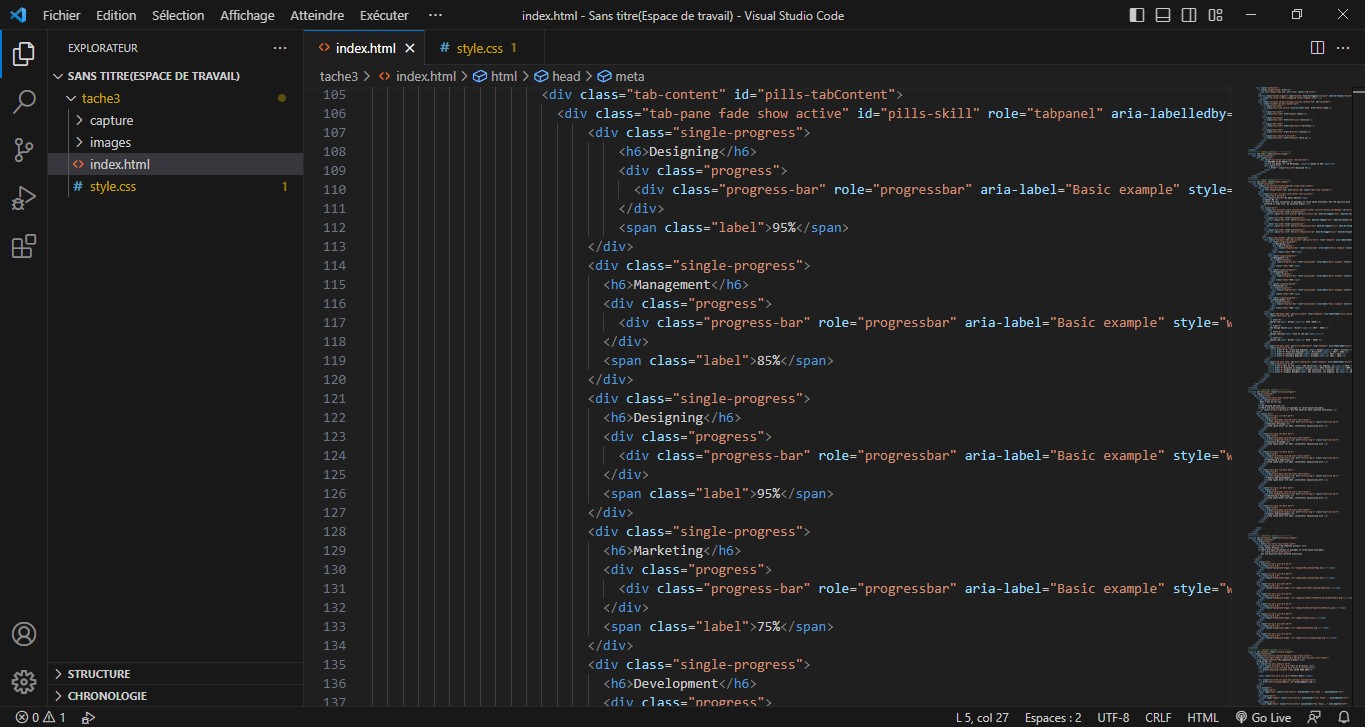 Fichier Edition Sélection Affichage Atteindre Exécuter ··· index.html - Sans titre(Espace de travail) - Visual Studio Code
EXPLORATEUR ···
SANS TITRE(ESPACE DE TRAVAIL)
tache3
capture
images
<> index.html
# style.css 1
STRUCTURE
CHRONOLOGIE
<> index.html # style.css 1
tache3 > <> index.html > html > head > meta
105 <div class="tab-content" id="pills-tabContent">
106 <div class="tab-pane fade show active" id="pills-skill" role="tabpanel" aria-labelledby=
107 <div class="single-progress">
108 <h6>Designing</h6>
109 <div class="progress">
110 <div class="progress-bar" role="progressbar" aria-label="Basic example" style=
111 </div>
112 <span class="label">95%</span>
113 </div>
114 <div class="single-progress">
115 <h6>Management</h6>
116 <div class="progress">
117 <div class="progress-bar" role="progressbar" aria-label="Basic example" style="w
118 </div>
119 <span class="label">85%</span>
120 </div>
121 <div class="single-progress">
122 <h6>Designing</h6>
123 <div class="progress">
124 <div class="progress-bar" role="progressbar" aria-label="Basic example" style="w
125 </div>
126 <span class="label">95%</span>
127 </div>
128 <div class="single-progress">
129 <h6>Marketing</h6>
130 <div class="progress">
131 <div class="progress-bar" role="progressbar" aria-label="Basic example" style="w
132 </div>
133 <span class="label">75%</span>
134 </div>
135 <div class="single-progress">
136 <h6>Development</h6>
137 <div class="progress">
0 1 L 5, col 27 Espaces : 2 UTF-8 CRLF HTML Go Live